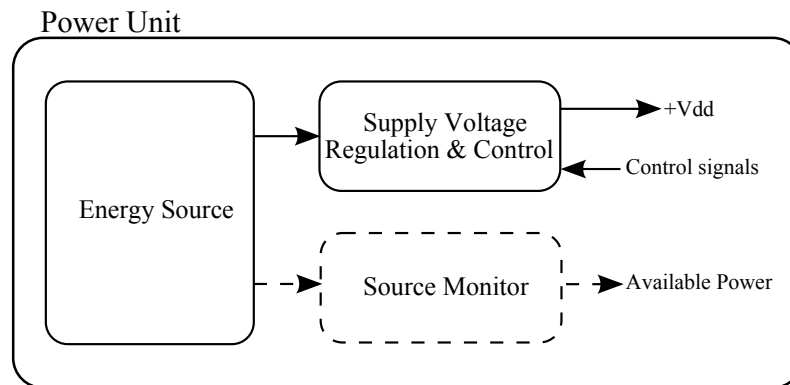 Power Unit
Energy Source
Supply Voltage
Regulation & Control
+Vdd
Control signals
Source Monitor
Available Power